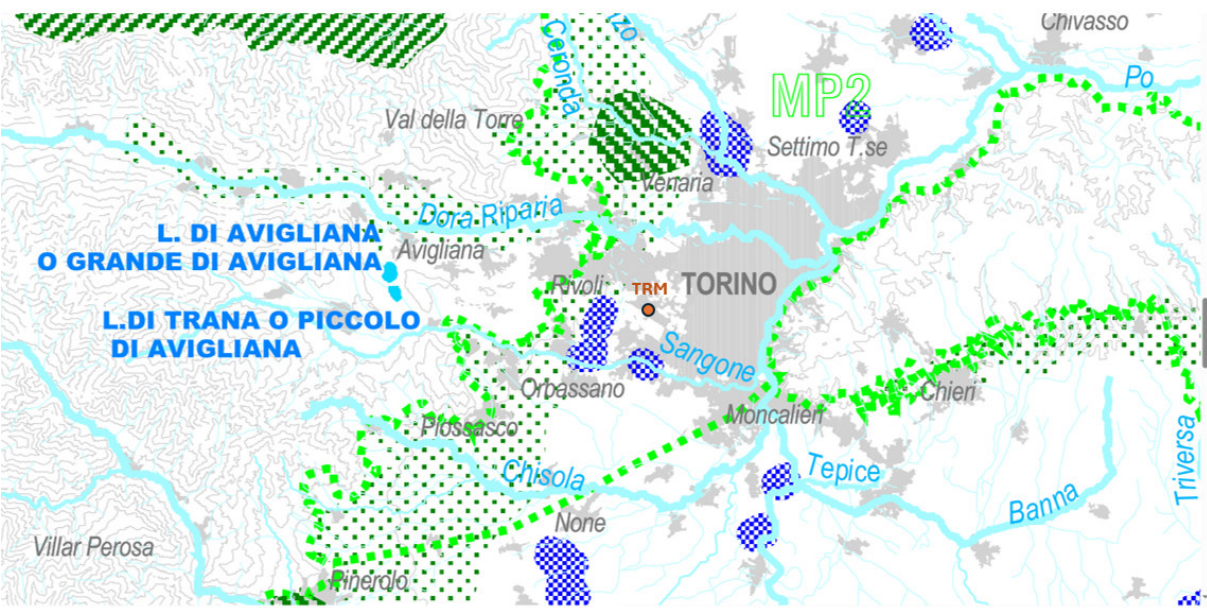 Chivasso
Po
Ceronda
MP2
Val della Torre
Settimo T.se
Venaria
Dora Riparia
L. DI AVIGLIANA
O GRANDE DI AVIGLIANA
Avigliana
Rivoli
TRM
TORINO
L.DI TRANA O PICCOLO
DI AVIGLIANA
Sangone
Orbassano
Chieri
Moncalieri
Piossasco
Triversa
Chisola
Tepice
Banna
None
Villar Perosa
Pinerolo